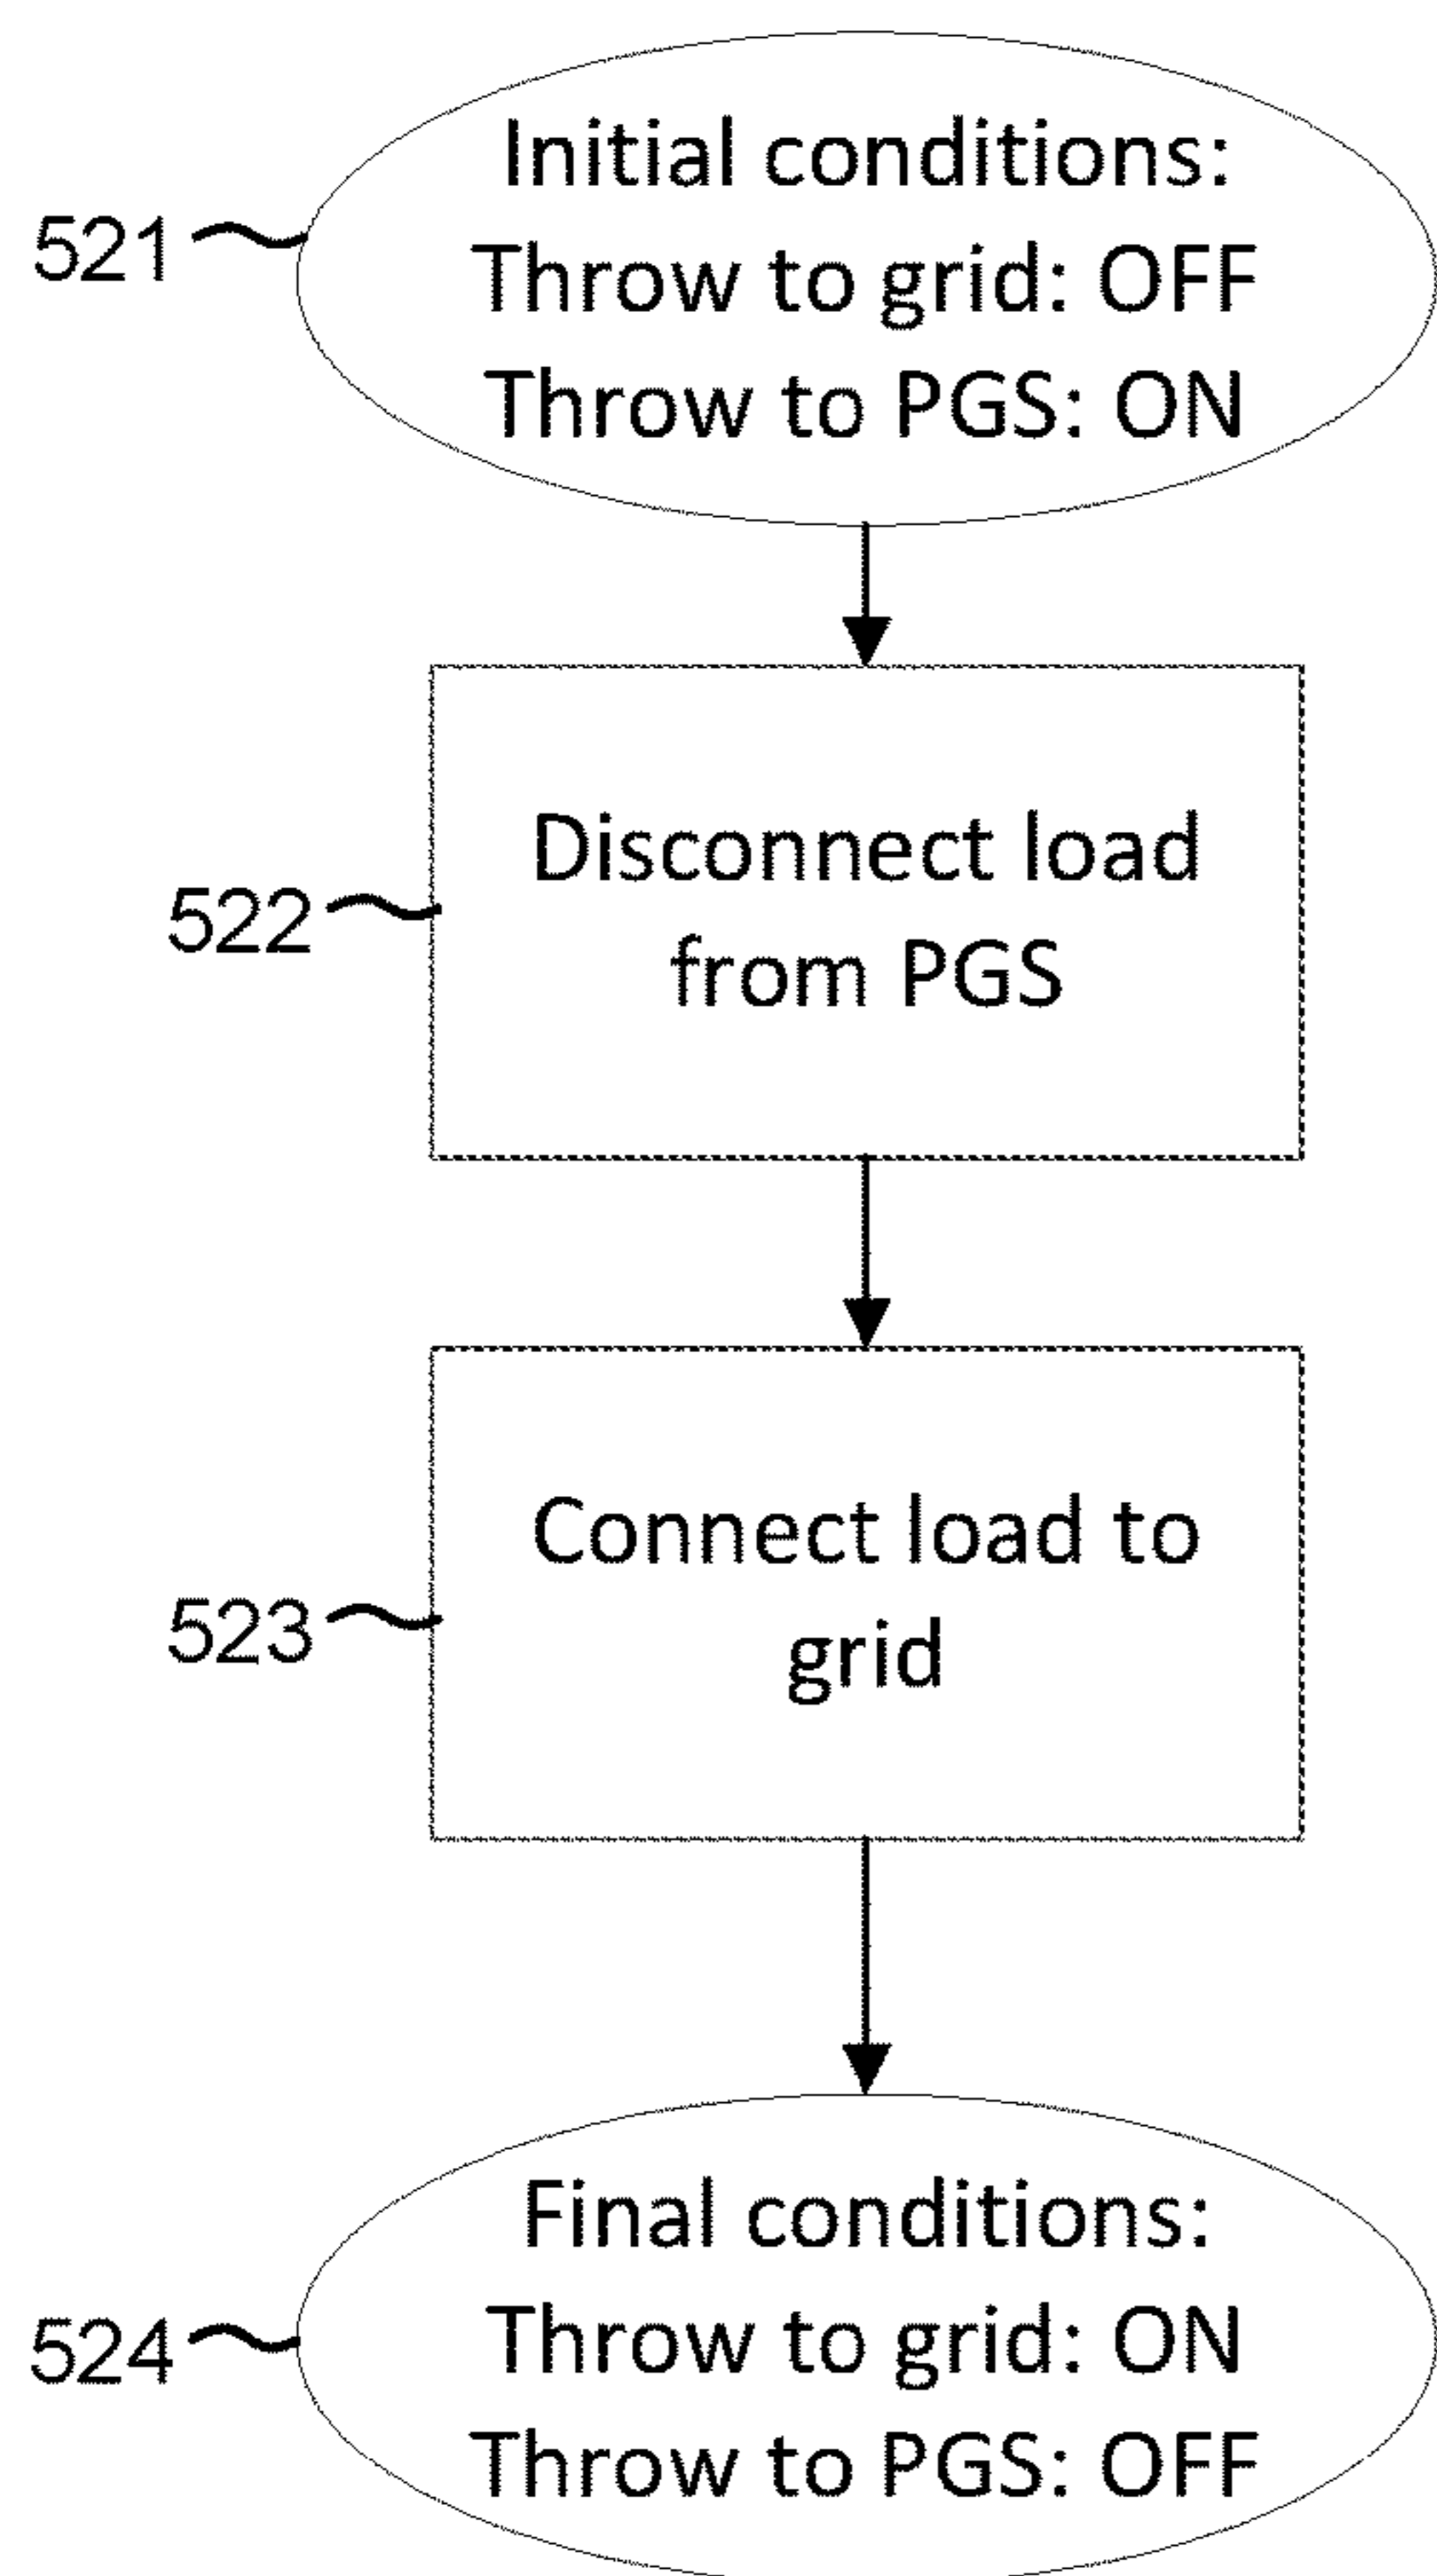 Initial conditions:
521
Throw to grid: OFF
Throw to PGS: ON
Disconnect load
522
from PGS
Connect load to
523
grid
Final conditions:
Throw to grid: ON
524
Throw to PGS: OFF